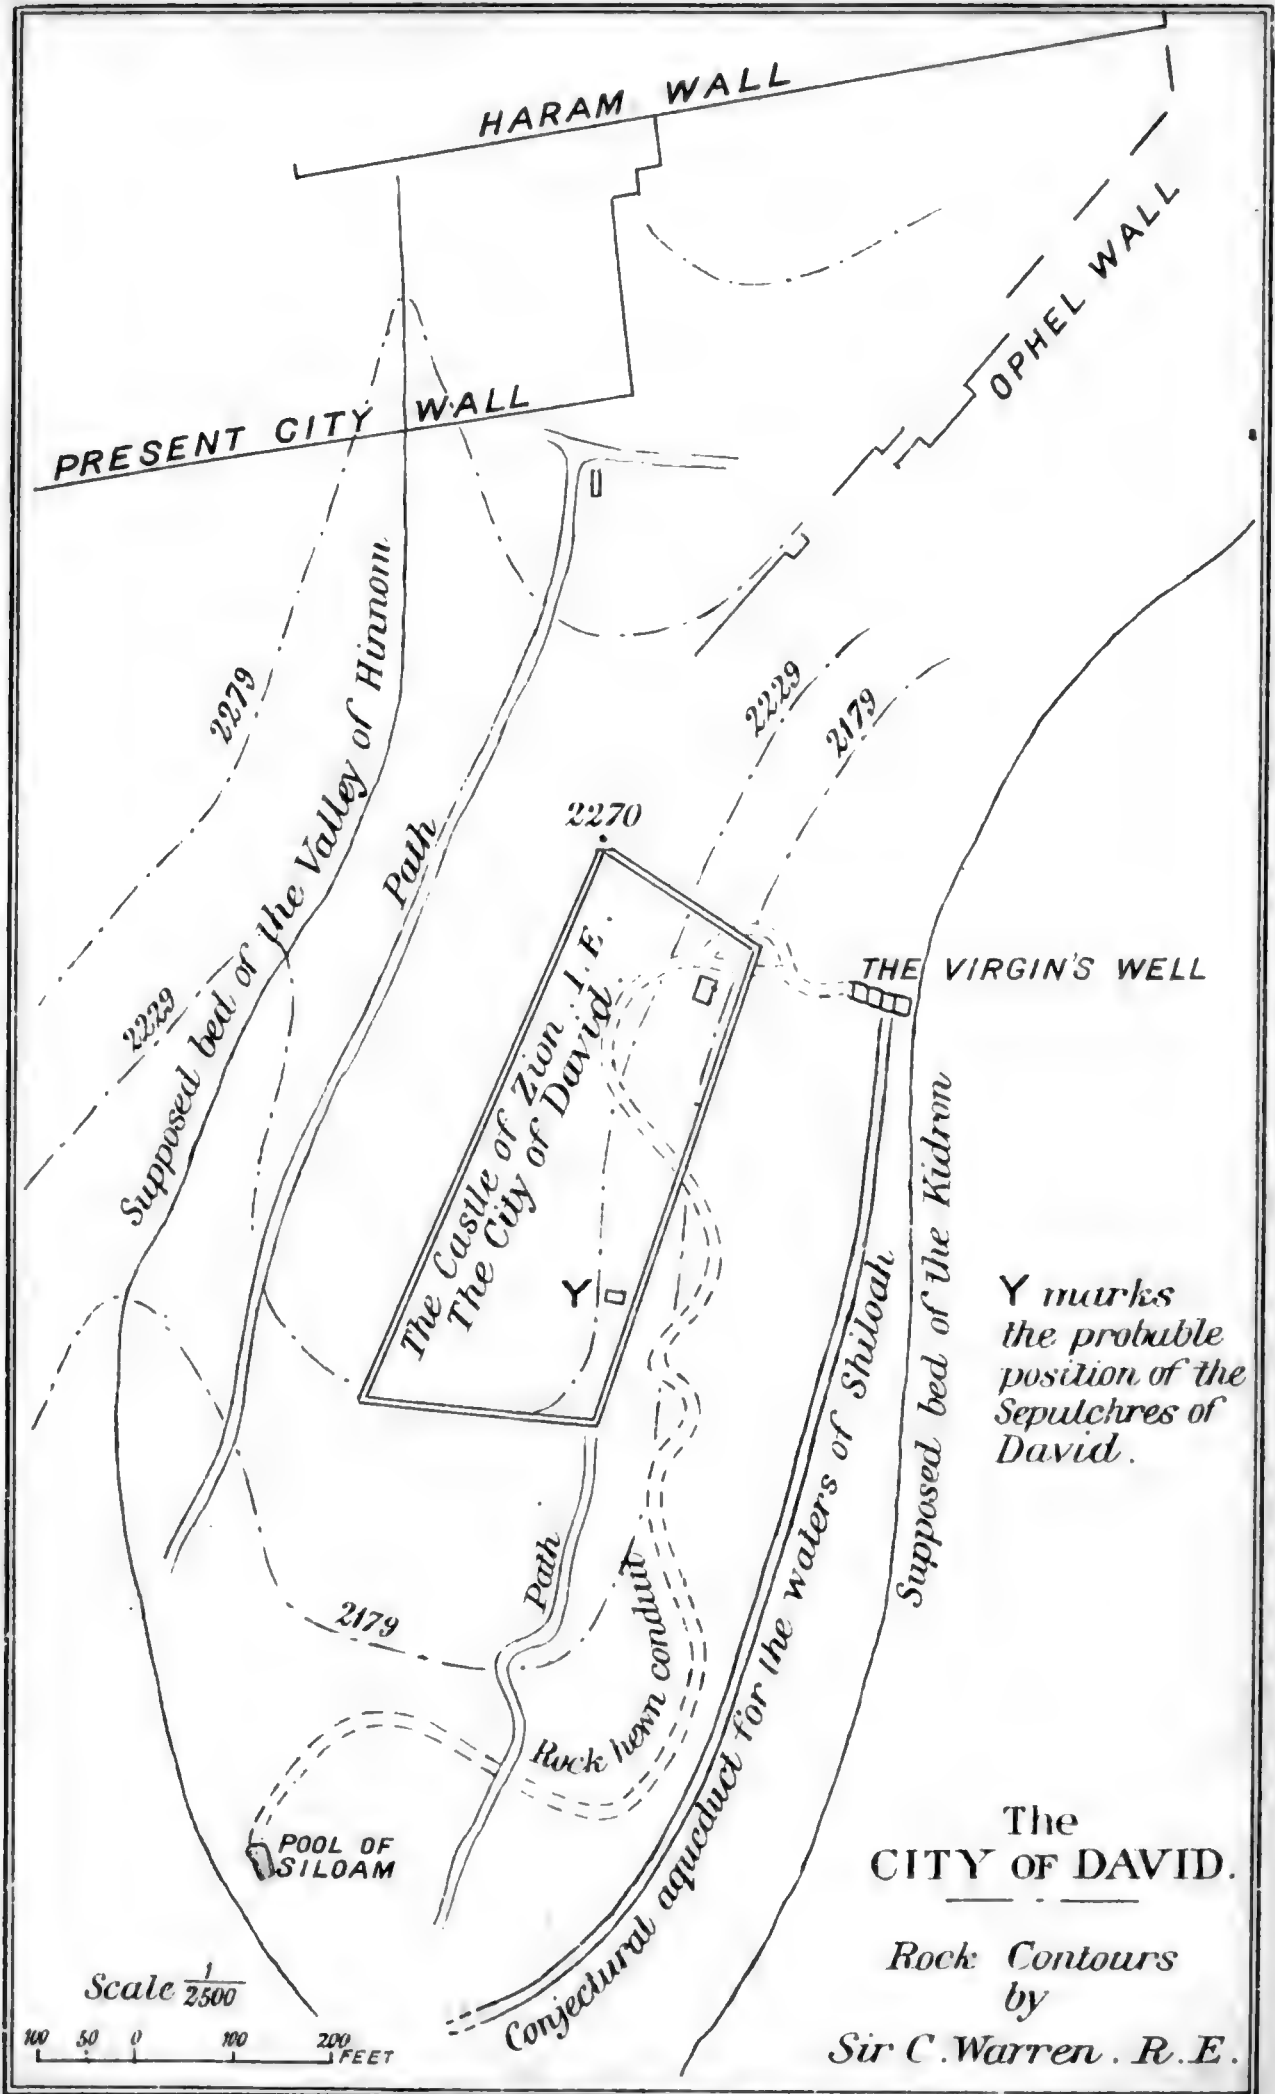 HARAM WALL
OPHEL WALL
PRESENT CITY WALL
2279
Supposed bed of the Valley of Hinnom
Path
2229
2179
2270
THE VIRGIN'S WELL
The Castle of Zion I.E.
The City of David.
2229
Supposed bed of the Kidron
Y
Y marks
the probable
position of the
Sepulchres of
David.
Conjectural aqueduct for the waters of Shiloah
Path
Rock hewn conduit
2179
POOL OF
SILOAM
The
CITY OF DAVID.
Rock Contours
by
Sir C. Warren. R.E.
Scale 1/2500
100 50 0 100 200 FEET